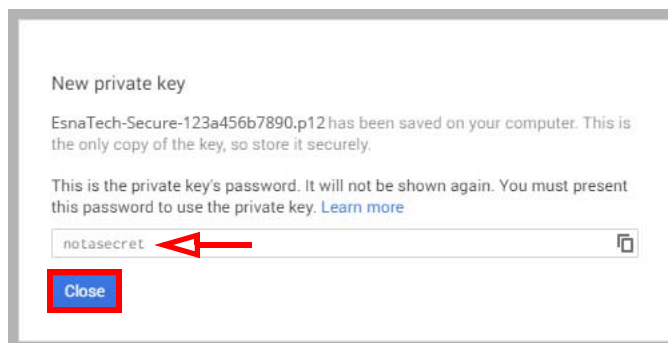 New private key
EsnaTech-Secure-123a456b7890.p12 has been saved on your computer. This is
the only copy of the key, so store it securely.
This is the private key's password. It will not be shown again. You must present
this password to use the private key. Learn more
notasecret
Close